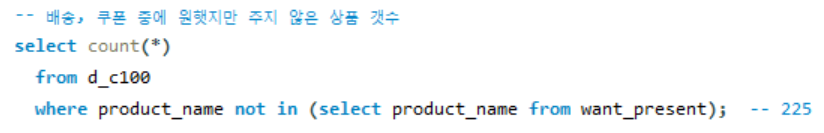 -- 배송, 쿠폰 중에 원햇지만 주지 않은 상품 갯수
select count(*)
from d_c100
where product_name not in (select product_name from want_present);  -- 225